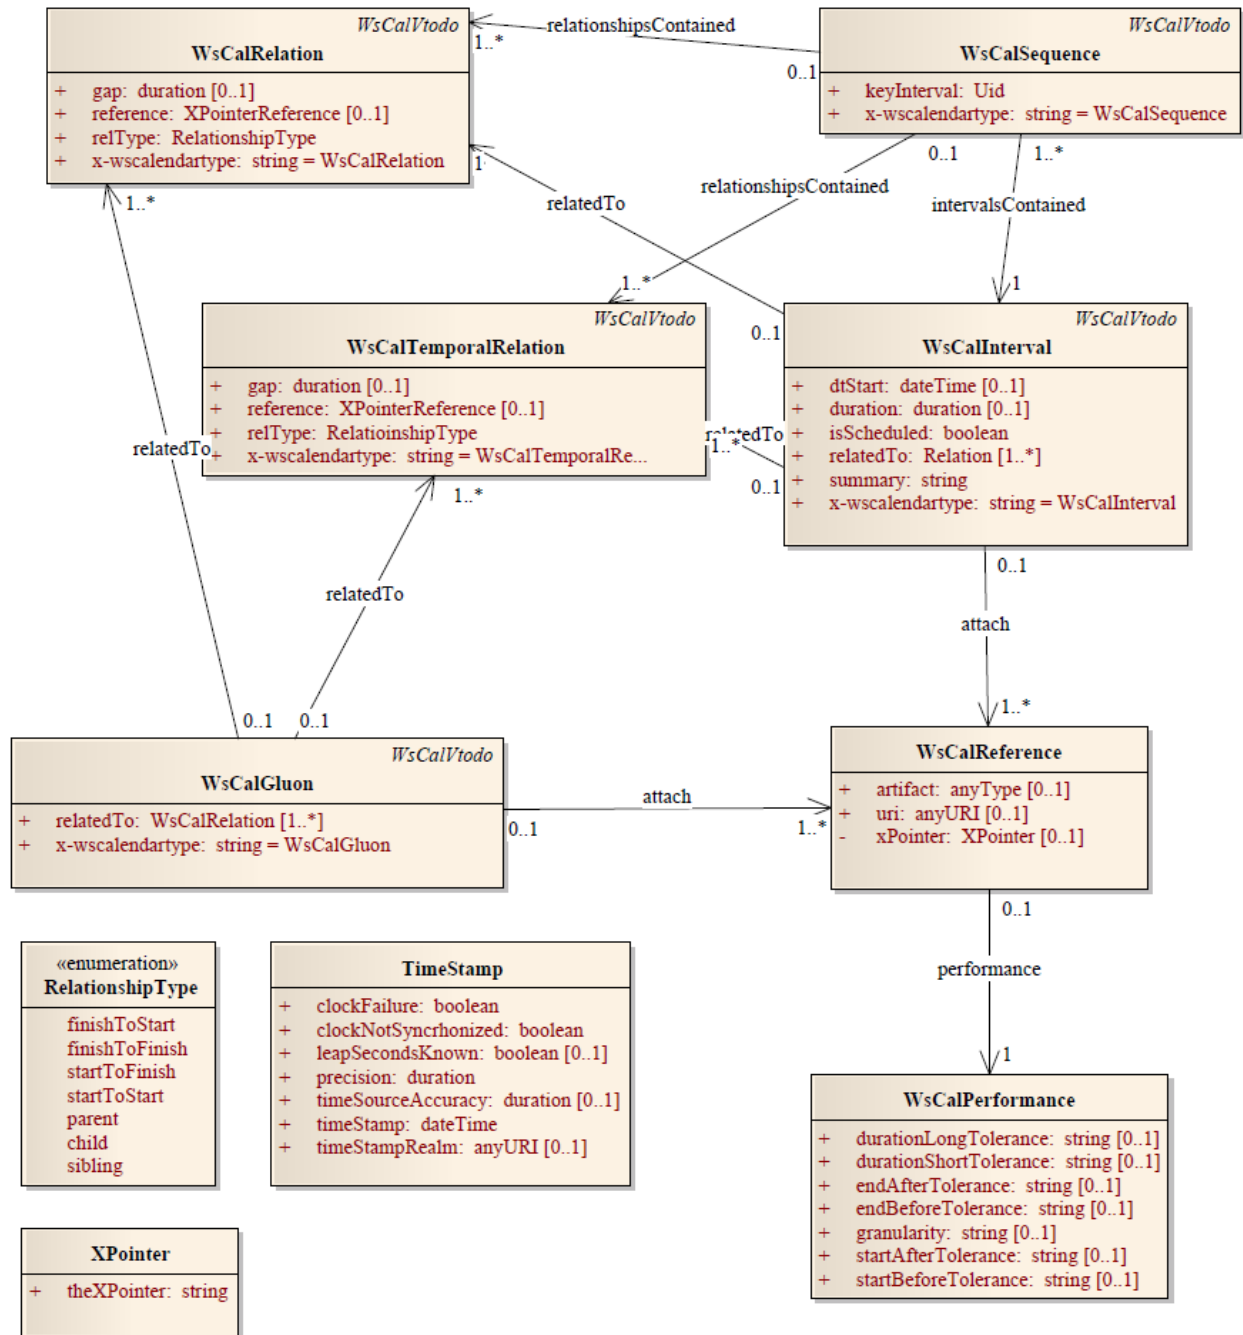 WsCalVtodo
WsCalRelation
+ gap: duration [0..1]
+ reference: XPointerReference [0..1]
+ relType: RelationshipType
+ x-wscalendartype: string = WsCalRelation
1..*
relationshipsContained
0..1
WsCalVtodo
WsCalSequence
+ keyInterval: Uid
+ x-wscalendartype: string = WsCalSequence
1
relatedTo
0..1
relationshipsContained
1..*
0..1
1..*
intervalsContained
1
1..*
WsCalVtodo
WsCalTemporalRelation
+ gap: duration [0..1]
+ reference: XPointerReference [0..1]
+ relType: RelatioinshipType
+ x-wscalendartype: string = WsCalTemporalRe...
WsCalVtodo
WsCalInterval
+ dtStart: dateTime [0..1]
+ duration: duration [0..1]
+ isScheduled: boolean
+ relatedTo: Relation [1..*]
+ summary: string
+ x-wscalendartype: string = WsCalInterval
relatedTo
1..*
0..1
relatedTo
1..*
relatedTo
0..1
0..1
0..1
attach
1..*
WsCalVtodo
WsCalGluon
+ relatedTo: WsCalRelation [1..*]
+ x-wscalendartype: string = WsCalGluon
0..1
attach
1..*
WsCalReference
+ artifact: anyType [0..1]
+ uri: anyURI [0..1]
- xPointer: XPointer [0..1]
0..1
performance
1
«enumeration»
RelationshipType
finishToStart
finishToFinish
startToFinish
startToStart
parent
child
sibling
TimeStamp
+ clockFailure: boolean
+ clockNotSyncrhonized: boolean
+ leapSecondsKnown: boolean [0..1]
+ precision: duration
+ timeSourceAccuracy: duration [0..1]
+ timeStamp: dateTime
+ timeStampRealm: anyURI [0..1]
WsCalPerformance
+ durationLongTolerance: string [0..1]
+ durationShortTolerance: string [0..1]
+ endAfterTolerance: string [0..1]
+ endBeforeTolerance: string [0..1]
+ granularity: string [0..1]
+ startAfterTolerance: string [0..1]
+ startBeforeTolerance: string [0..1]
XPointer
+ theXPointer: string